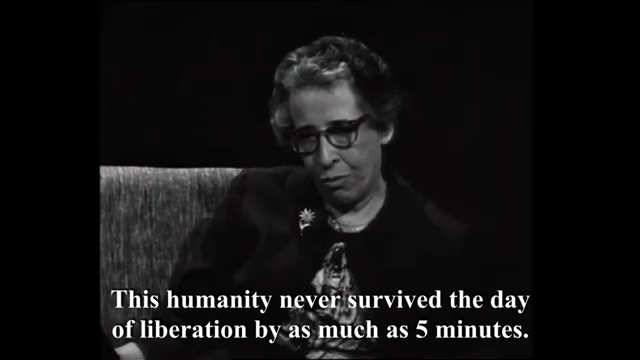 This humanity never survived the day
of liberation by as much as 5 minutes.